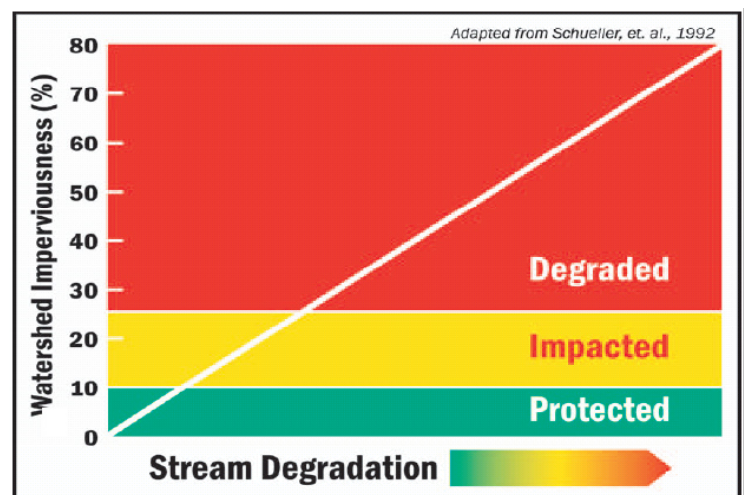 Adapted from Schueller, et. al., 1992
Watershed Imperviousness (%)
80
70
60
50
40
30
20
10
0
Degraded
Impacted
Protected
Stream Degradation